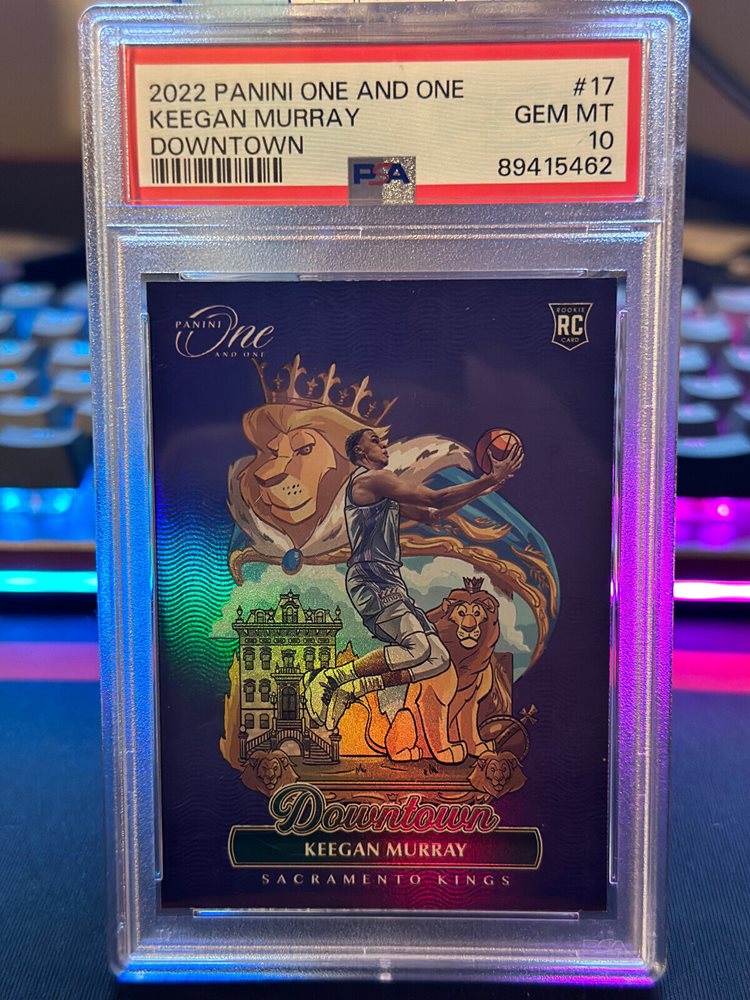 2022 PANINI ONE AND ONE #17
KEEGAN MURRAY GEM MT
DOWNTOWN 10
PSA 89415462
PANINI One
AND ONE
ROOKIE
RC
CARD
Downtown
KEEGAN MURRAY
SACRAMENTO KINGS